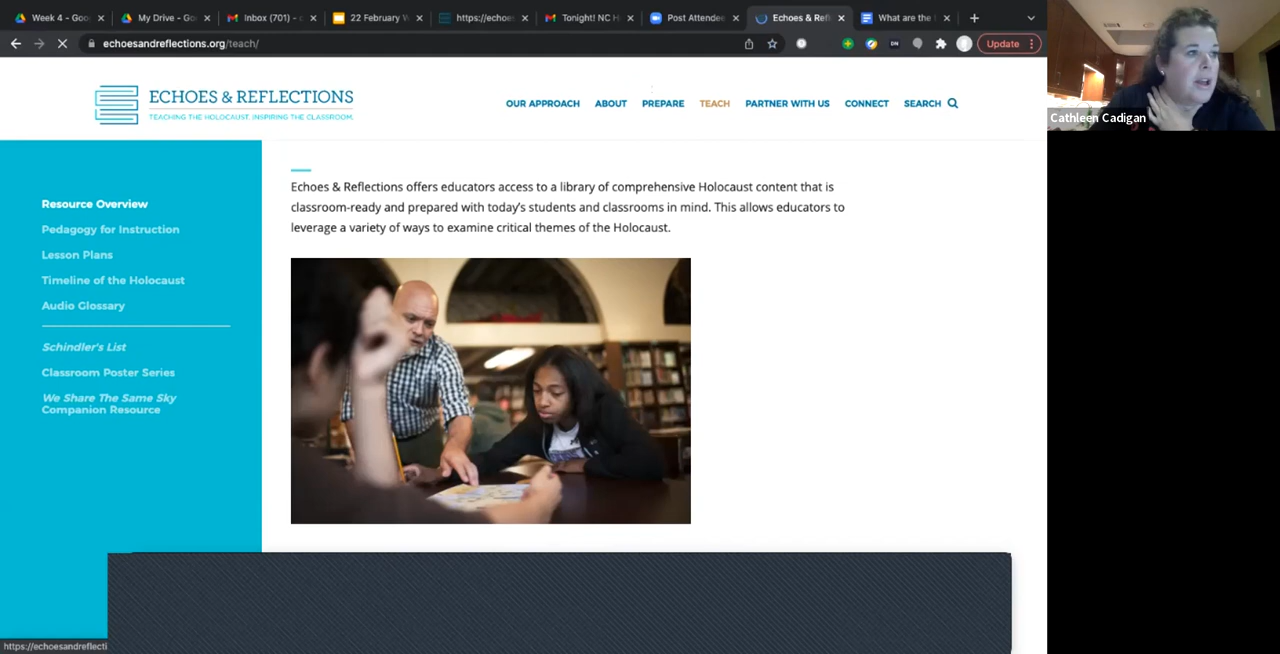 Week 4 - Goo
My Drive - Goo
Inbox (701) - c
22 February W
https://echoes
Tonight! NC H
Post Attendee
Echoes & Refl
What are the
echoesandreflections.org/teach/
DN
Update
ECHOES & REFLECTIONS
TEACHING THE HOLOCAUST. INSPIRING THE CLASSROOM.
OUR APPROACH
ABOUT
PREPARE
TEACH
PARTNER WITH US
CONNECT
SEARCH
Cathleen Cadigan
Resource Overview
Pedagogy for Instruction
Lesson Plans
Timeline of the Holocaust
Audio Glossary
Schindler's List
Classroom Poster Series
We Share The Same Sky
Companion Resource
Echoes & Reflections offers educators access to a library of comprehensive Holocaust content that is
classroom-ready and prepared with today's students and classrooms in mind. This allows educators to
leverage a variety of ways to examine critical themes of the Holocaust.
https://echoesandreflecti